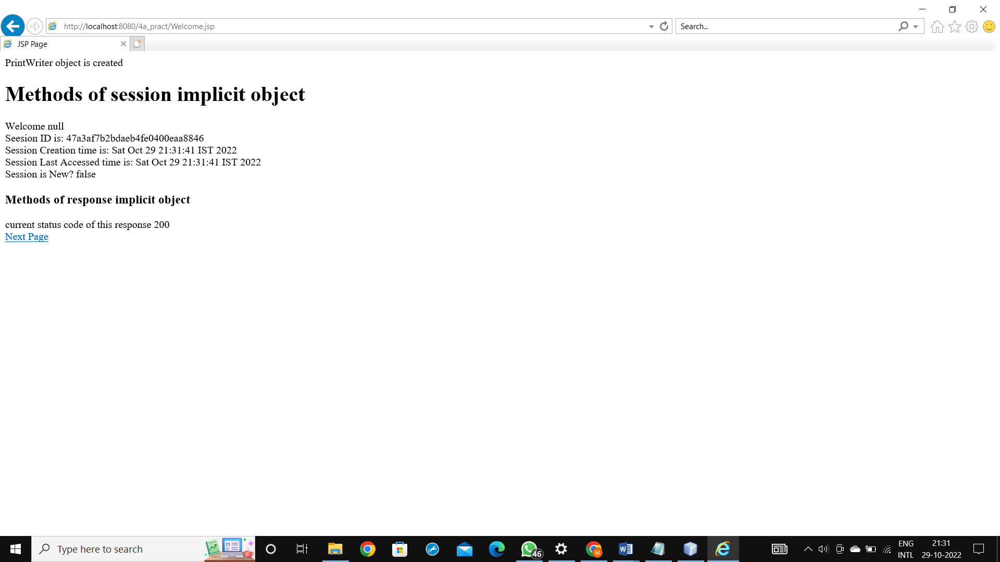 http://localhost:8080/4a_pract/Welcome.jsp
Search...
JSP Page
PrintWriter object is created
Methods of session implicit object
Welcome null
Seesion ID is: 47a3af7b2bdaeb4fe0400eaa8846
Session Creation time is: Sat Oct 29 21:31:41 IST 2022
Session Last Accessed time is: Sat Oct 29 21:31:41 IST 2022
Session is New? false
Methods of response implicit object
current status code of this response 200
Next Page
Type here to search
46
M
W
ENG
INTL
21:31
29-10-2022